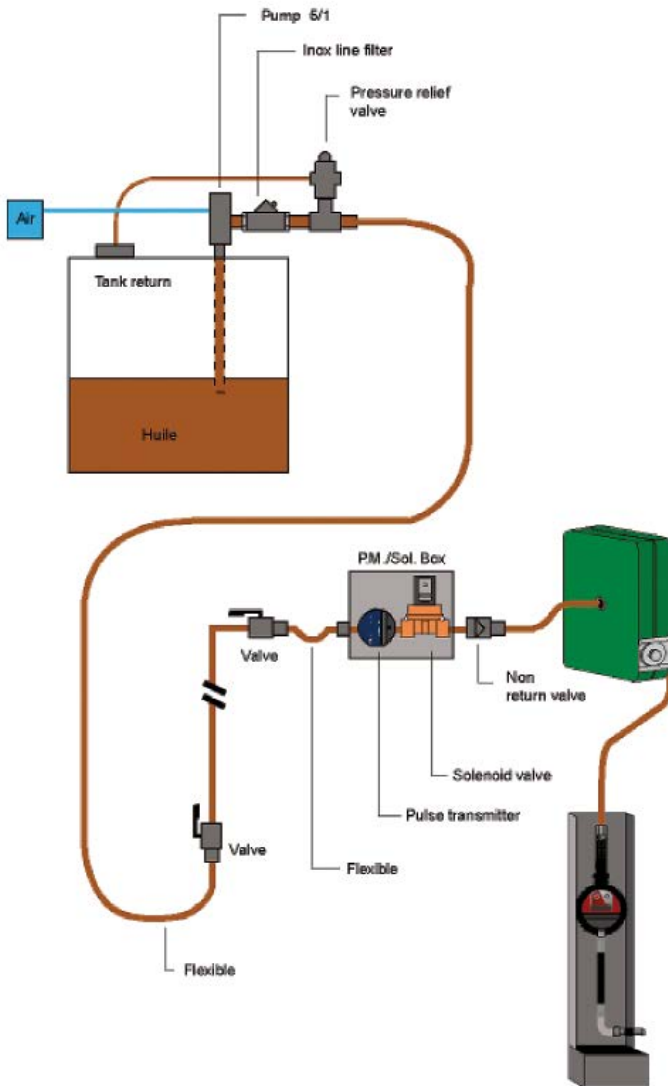 Pump 5/1
Inox line filter
Pressure relief
valve
Air
Tank return
Huile
P.M./Sol. Box
Valve
Non
return valve
Solenoid valve
Pulse transmitter
Valve
Flexible
Flexible